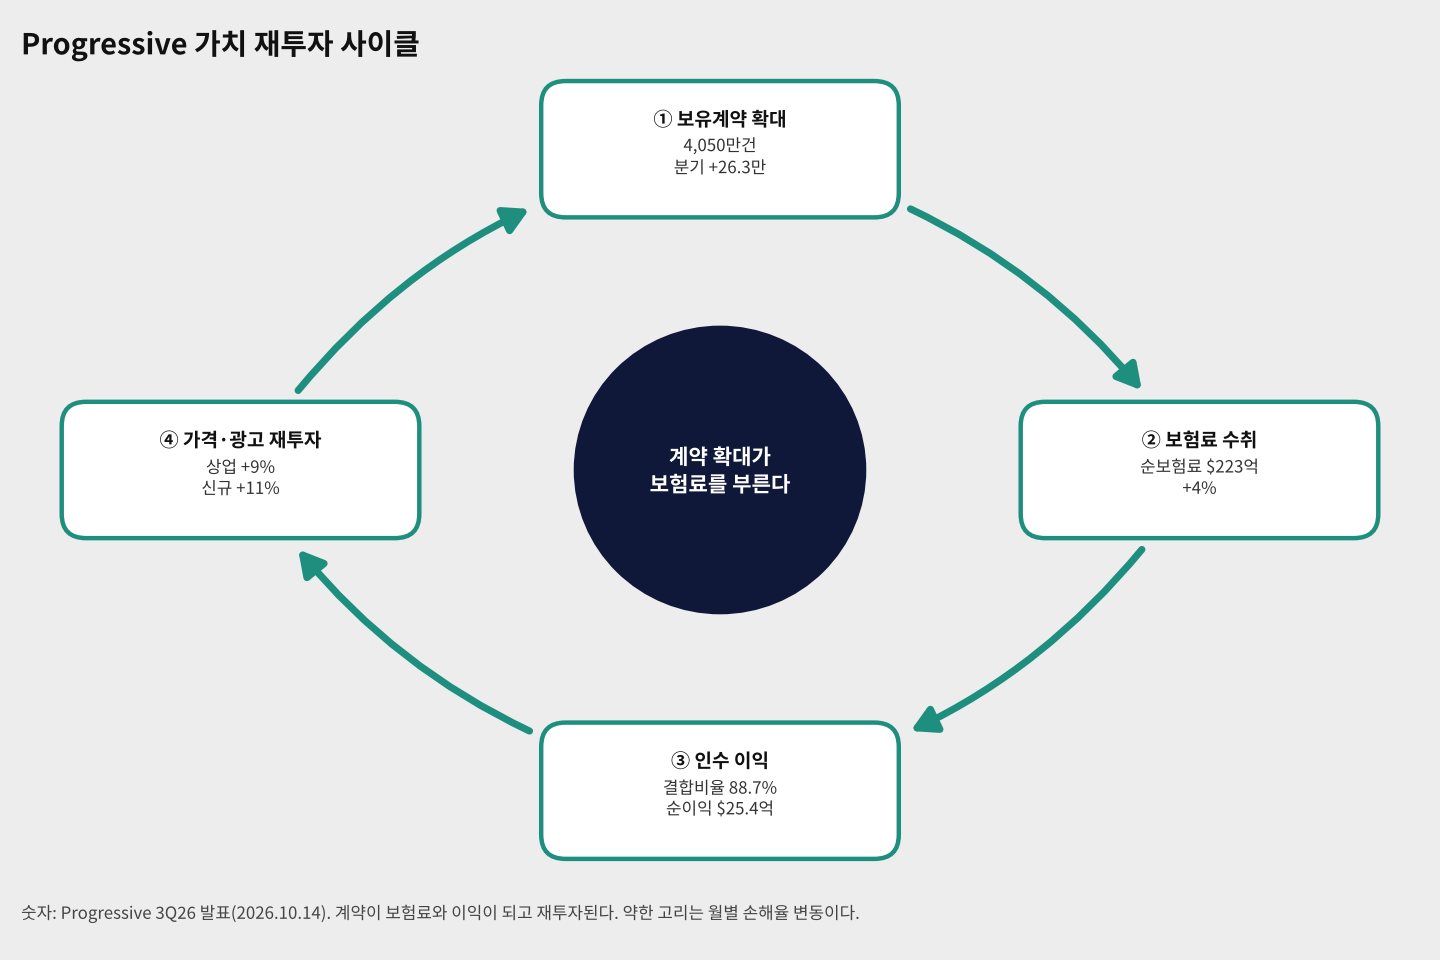 Progressive 가치 재투자 사이클
① 보유계약 확대
4,050만건
분기 +26.3만
② 보험료 수취
순보험료 $223억
+4%
③ 인수 이익
결합비율 88.7%
순이익 $25.4억
④ 가격·광고 재투자
상업 +9%
신규 +11%
계약 확대가
보험료를 부른다
숫자: Progressive 3Q26 발표(2026.10.14). 계약이 보험료와 이익이 되고 재투자된다. 약한 고리는 월별 손해율 변동이다.